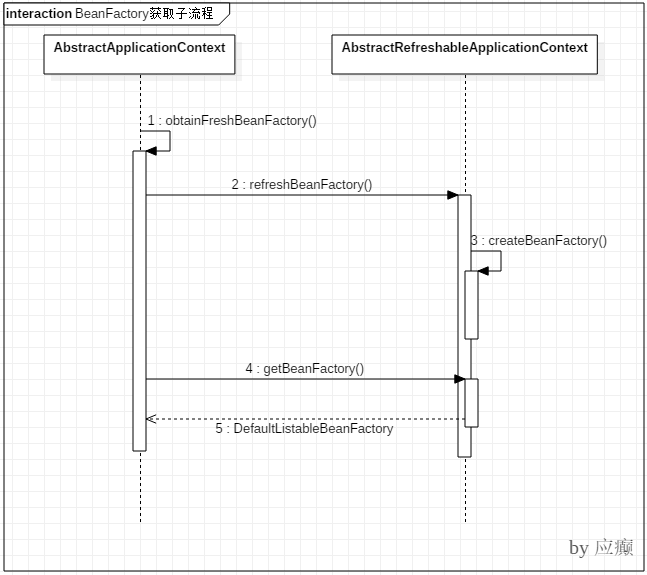 interaction BeanFactory获取子流程
AbstractApplicationContext
AbstractRefreshableApplicationContext
1 : obtainFreshBeanFactory()
2 : refreshBeanFactory()
3 : createBeanFactory()
4 : getBeanFactory()
5 : DefaultListableBeanFactory
by 应癫